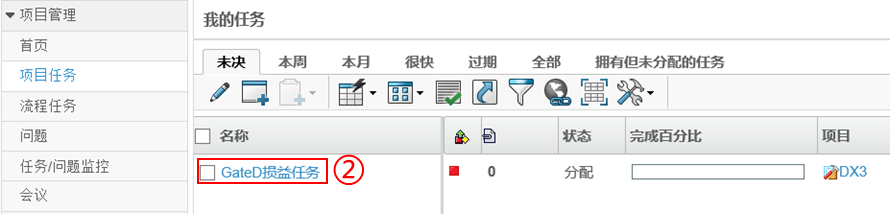 项目管理
首页
项目任务
流程任务
问题
任务/问题监控
会议
我的任务
未决 本周 本月 很快 过期 全部 拥有但未分配的任务
名称 状态 完成百分比 项目
GateD损益任务 ② 0 分配 DX3